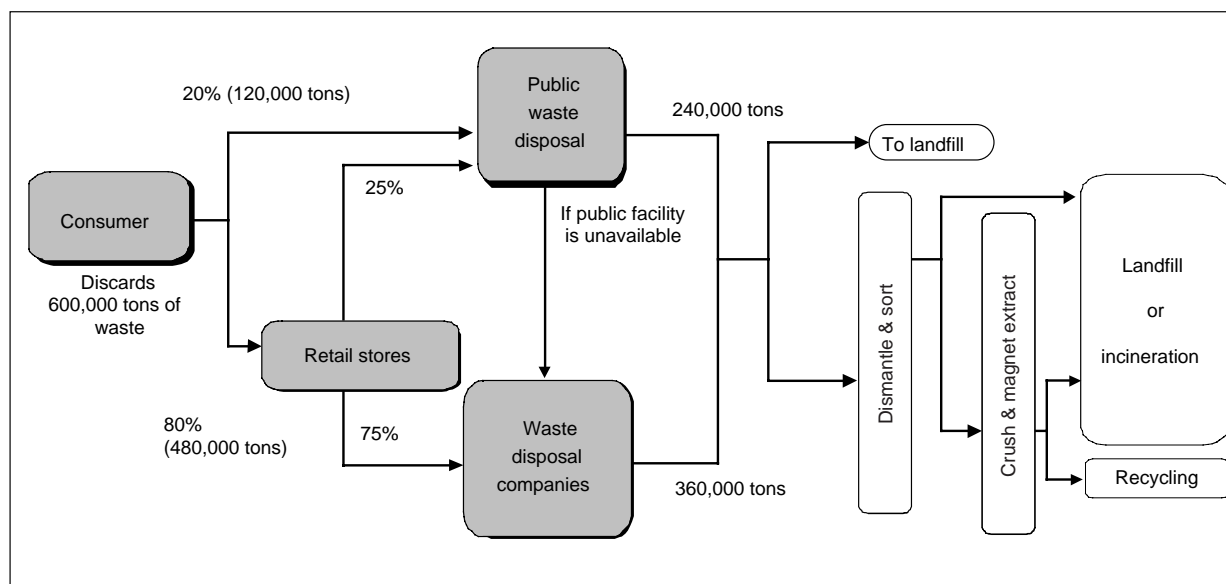 20% (120,000 tons)
Public
waste
disposal
240,000 tons
To landfill
25%
Consumer
If public facility
is unavailable
Discards
600,000 tons of
waste
Retail stores
80%
(480,000 tons)
75%
Waste
disposal
companies
360,000 tons
Dismantle & sort
Crush & magnet extract
Landfill
or
incineration
Recycling